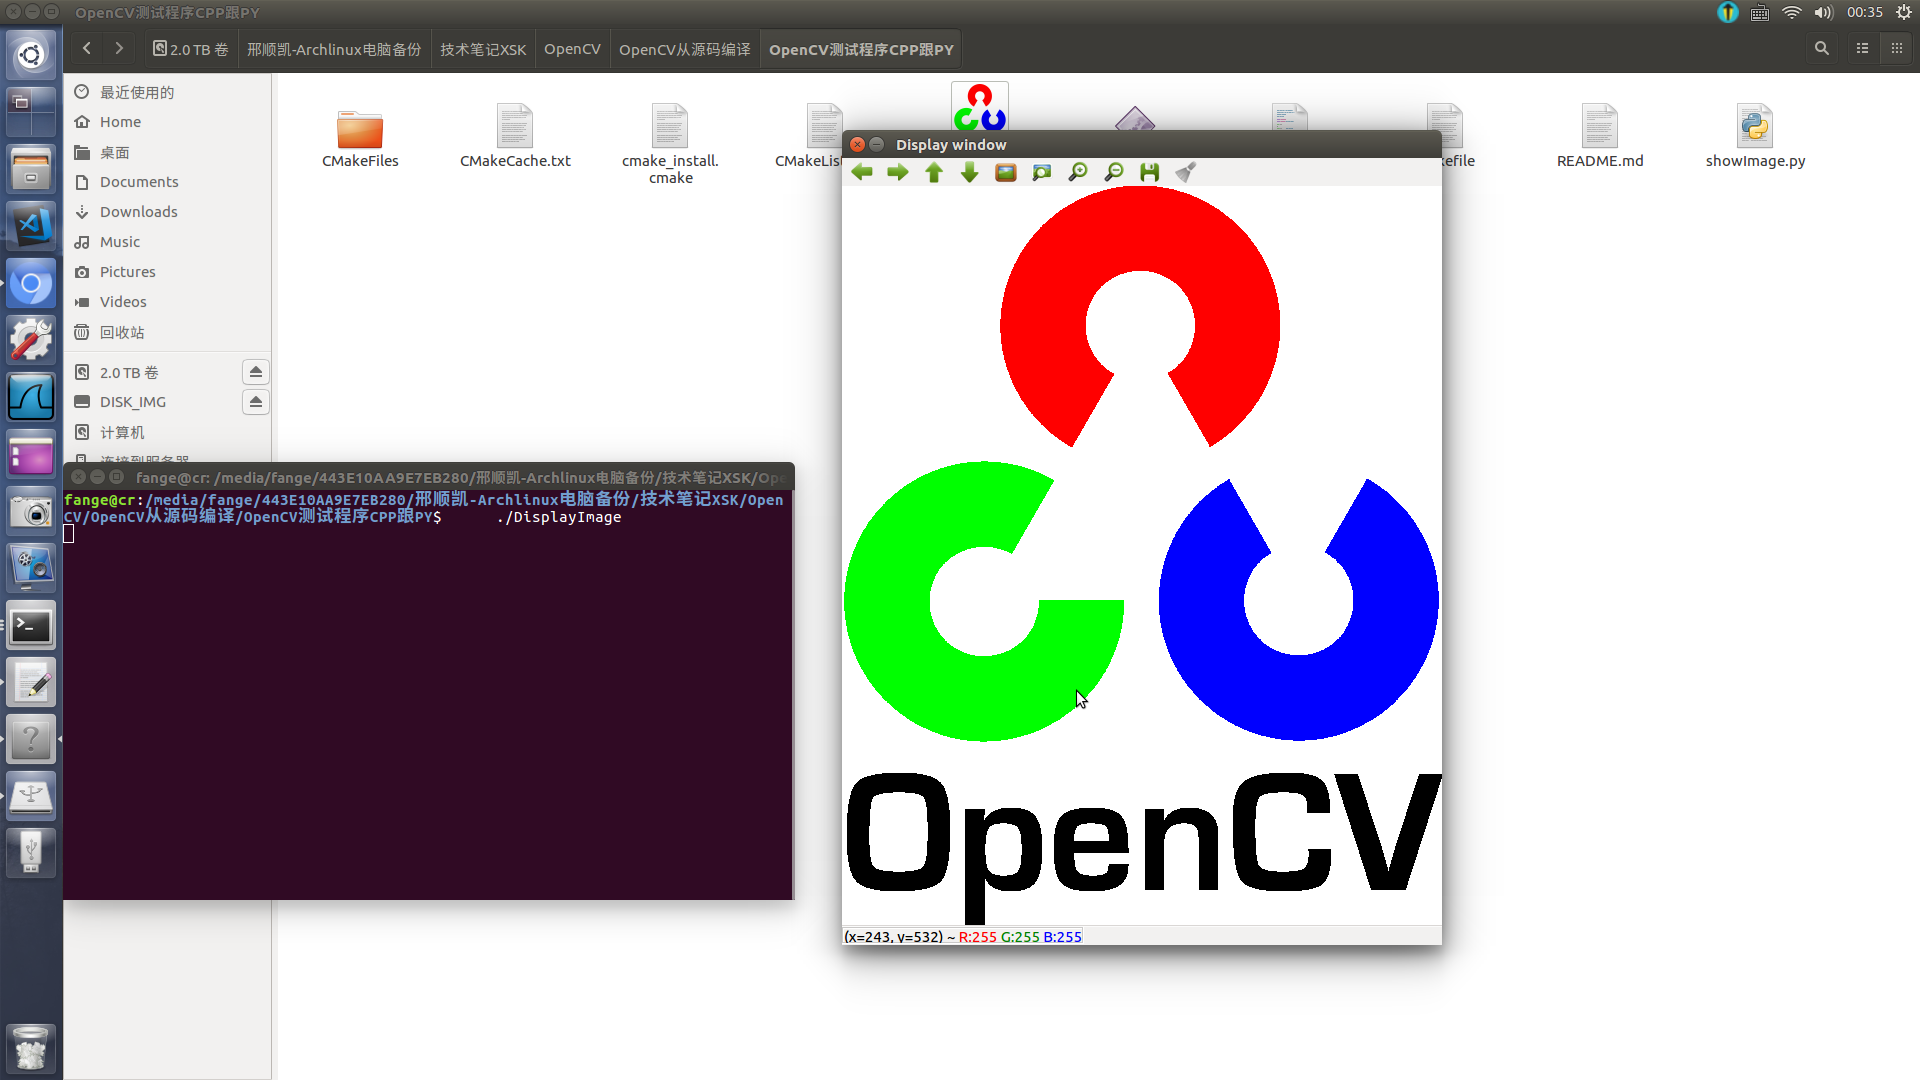 OpenCV测试程序CPP跟PY
00:35
2.0 TB 卷
邢顺凯-Archlinux电脑备份
技术笔记XSK
OpenCV
OpenCV从源码编译
OpenCV测试程序CPP跟PY
最近使用的
Home
桌面
Documents
Downloads
Music
Pictures
Videos
回收站
2.0 TB 卷
DISK_IMG
计算机
连接到服务器
CMakeFiles
CMakeCache.txt
cmake_install.
cmake
CMakeList
kefile
README.md
showImage.py
fange@cr: /media/fange/443E10AA9E7EB280/邢顺凯-Archlinux电脑备份/技术笔记XSK/Ope
fange@cr:/media/fange/443E10AA9E7EB280/邢顺凯-Archlinux电脑备份/技术笔记XSK/Open
CV/OpenCV从源码编译/OpenCV测试程序CPP跟PY$ ./DisplayImage
Display window
OpenCV
(x=243, y=532) ~ R:255 G:255 B:255